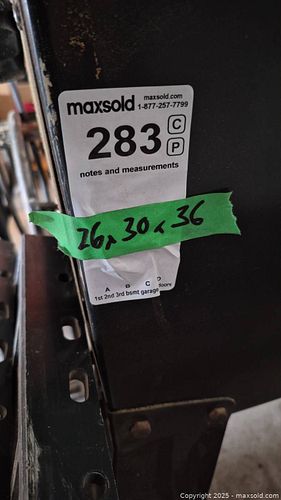 maxsold maxsold.com
1-877-257-7799
283 C
P
notes and measurements
26 x 30 x 36
A B C D
1st 2nd 3rd bsmt garage
Copyright © 2025 - maxsold.com